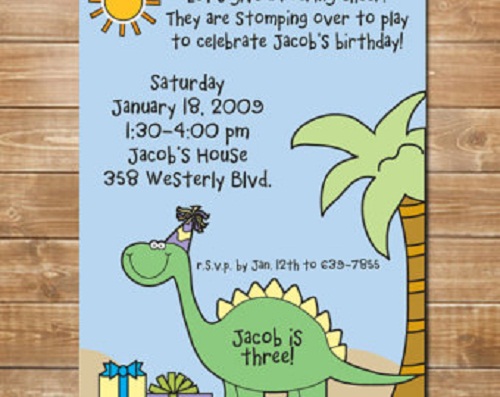 They are Stomping over to play
to celebrate Jacob's birthday!
Saturday
January 18, 2009
1:30-4:00 pm
Jacob's House
358 Westerly Blvd.
r.s.v.p. by Jan. 12th to 639-7855
Jacob is
three!